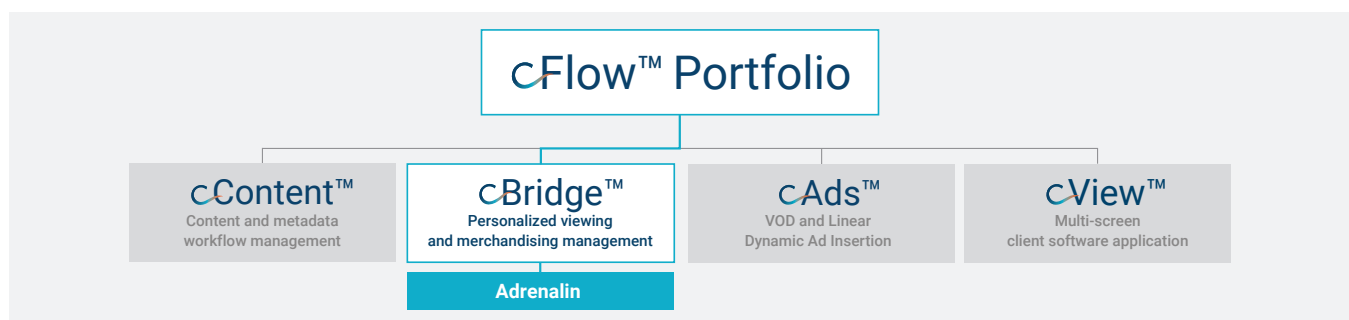 cFlow™ Portfolio
cContent™
Content and metadata
workflow management
cBridge™
Personalized viewing
and merchandising management
cAds™
VOD and Linear
Dynamic Ad Insertion
cView™
Multi-screen
client software application
Adrenalin